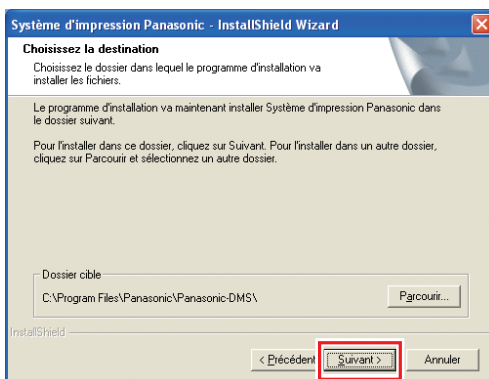 Système d'impression Panasonic - InstallShield Wizard
Choisissez la destination
Choisissez le dossier dans lequel le programme d'installation va
installer les fichiers.
Le programme d'installation va maintenant installer Système d'impression Panasonic dans
le dossier suivant.
Pour l'installer dans ce dossier, cliquez sur Suivant. Pour l'installer dans un autre dossier,
cliquez sur Parcourir et sélectionnez un autre dossier.
Dossier cible
C:\Program Files\Panasonic\Panasonic-DMS\
Parcourir...
InstallShield
< Précédent
Suivant >
Annuler